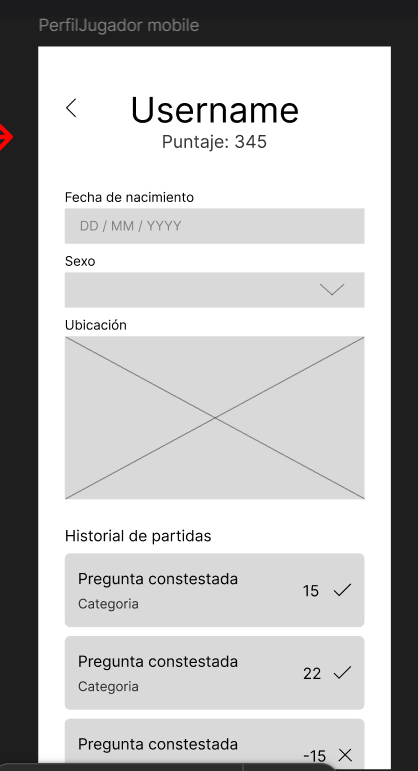 PerfilJugador mobile
Username
Puntaje: 345
Fecha de nacimiento
DD / MM / YYYY
Sexo
Ubicación
Historial de partidas
Pregunta constestada
15
Categoria
Pregunta constestada
22
Categoria
Pregunta constestada
-15